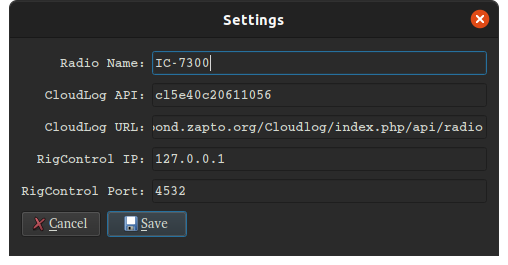 Settings
Radio Name: IC-7300
CloudLog API: cl5e40c20611056
CloudLog URL: ond.zapto.org/Cloudlog/index.php/api/radio
RigControl IP: 127.0.0.1
RigControl Port: 4532
Cancel Save